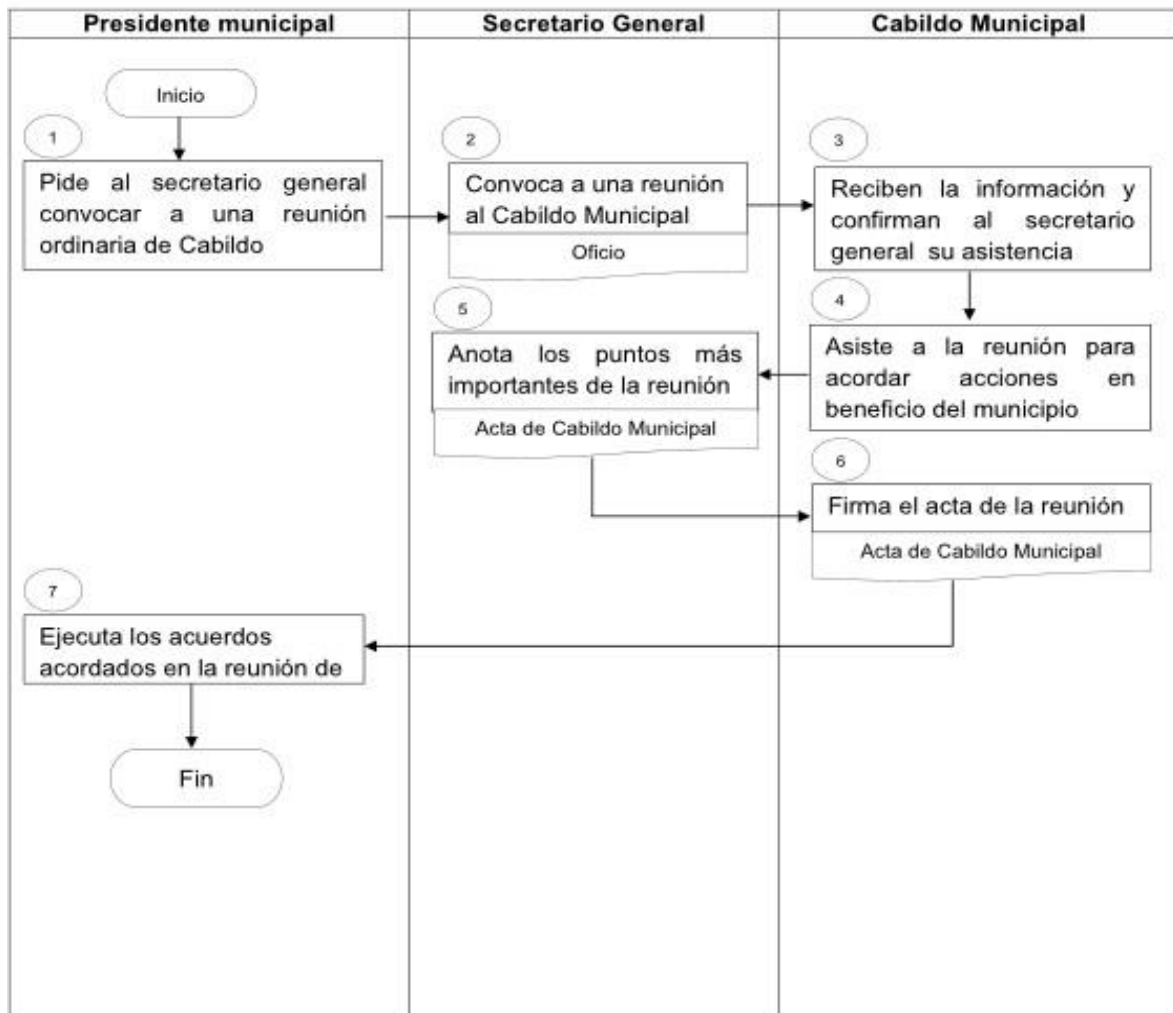 Presidente municipal
Secretario General
Cabildo Municipal
Inicio
1
Pide al secretario general
convocar a una reunión
ordinaria de Cabildo
2
Convoca a una reunión
al Cabildo Municipal
Oficio
3
Reciben la información y
confirman al secretario
general su asistencia
4
Asiste a la reunión para
acordar acciones en
beneficio del municipio
5
Anota los puntos más
importantes de la reunión
Acta de Cabildo Municipal
6
Firma el acta de la reunión
Acta de Cabildo Municipal
7
Ejecuta los acuerdos
acordados en la reunión de
Fin